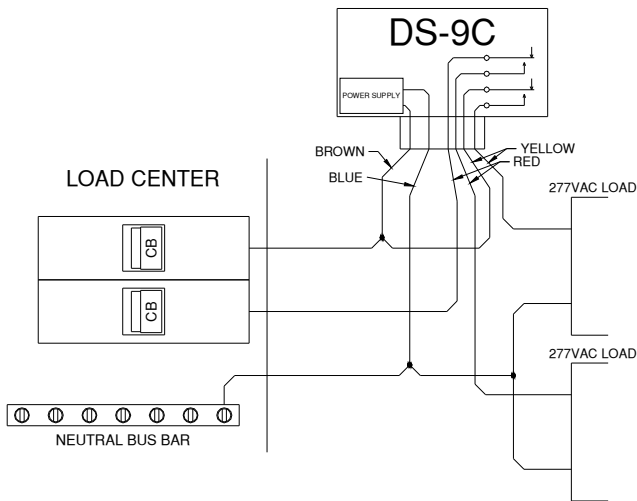 DS-9C
POWER SUPPLY
BROWN
YELLOW
RED
BLUE
LOAD CENTER
277VAC LOAD
CB
CB
277VAC LOAD
NEUTRAL BUS BAR